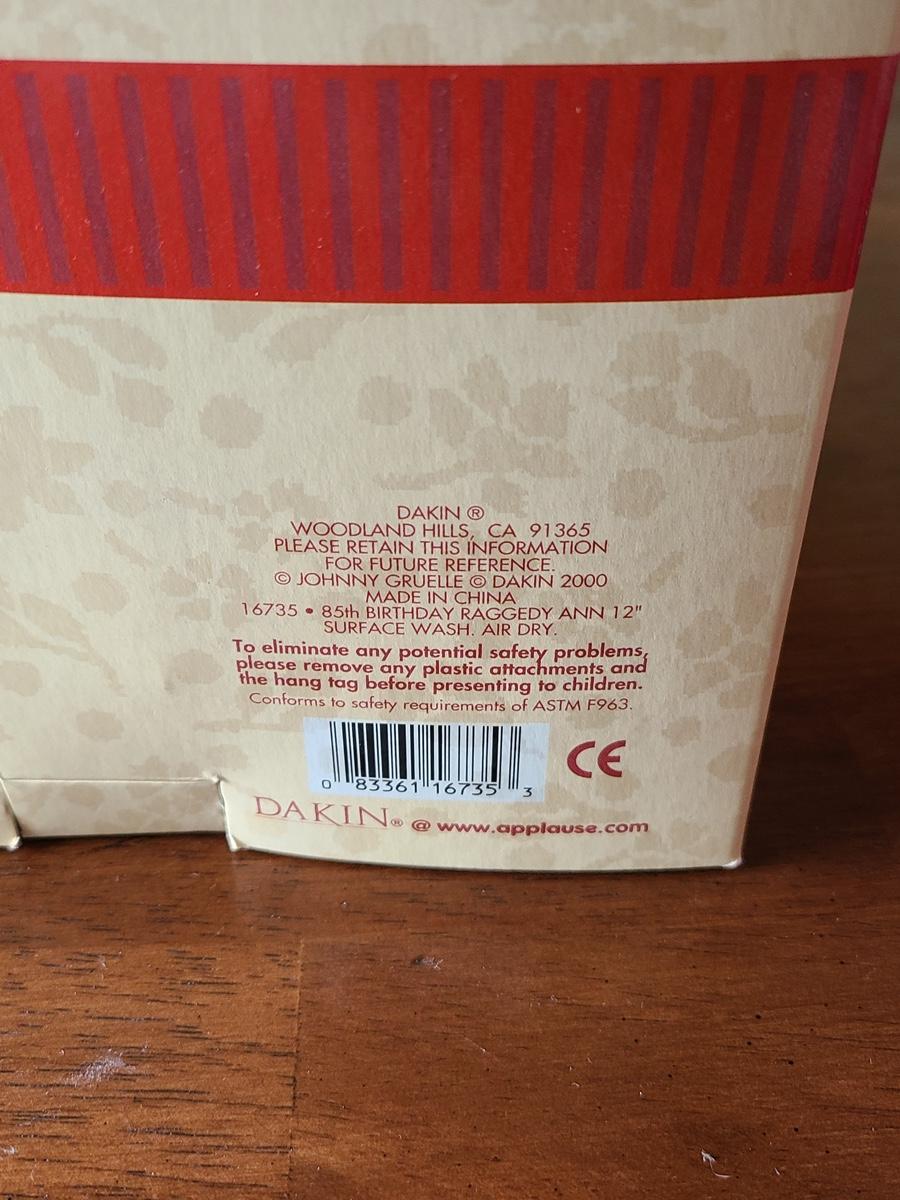 DAKIN ®
WOODLAND HILLS, CA 91365
PLEASE RETAIN THIS INFORMATION
FOR FUTURE REFERENCE.
© JOHNNY GRUELLE © DAKIN 2000
MADE IN CHINA
16735 • 85th BIRTHDAY RAGGEDY ANN 12"
SURFACE WASH. AIR DRY.
To eliminate any potential safety problems,
please remove any plastic attachments and
the hang tag before presenting to children.
Conforms to safety requirements of ASTM F963.
CE
0 83361 16735 3
DAKIN® @ www.applause.com